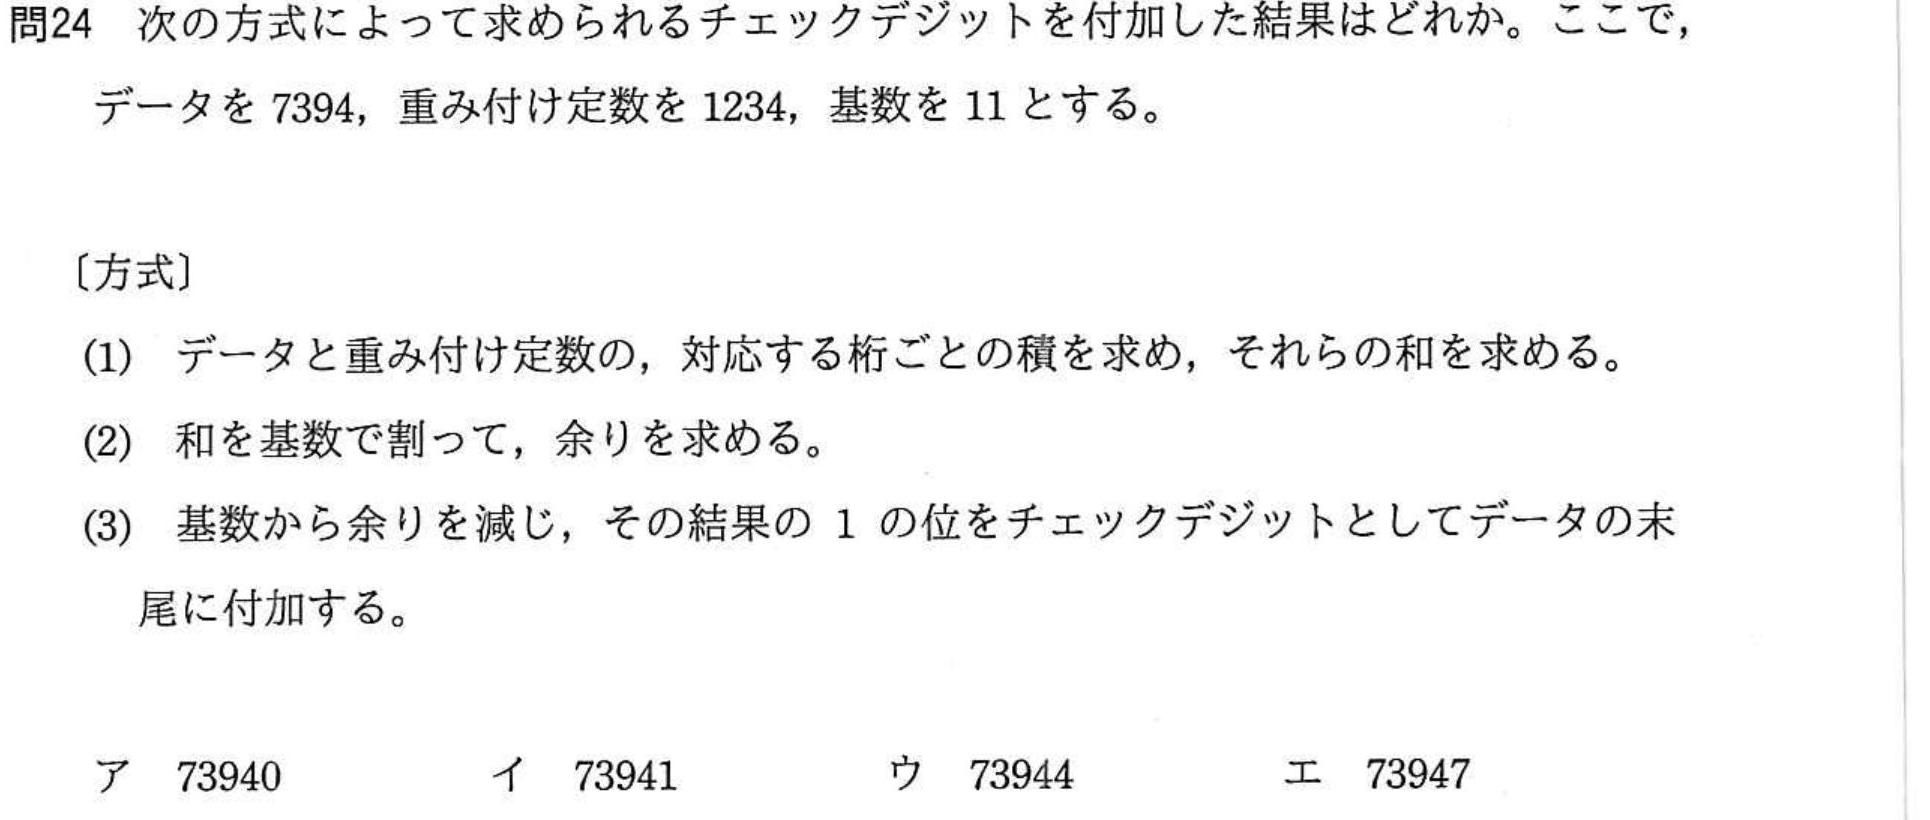 問24 次の方式によって求められるチェックデジットを付加した結果はどれか。ここで，
データを 7394，重み付け定数を 1234，基数を 11 とする。
〔方式〕
(1) データと重み付け定数の，対応する桁ごとの積を求め，それらの和を求める。
(2) 和を基数で割って，余りを求める。
(3) 基数から余りを減じ，その結果の 1 の位をチェックデジットとしてデータの末
尾に付加する。
ア 73940 イ 73941 ウ 73944 エ 73947